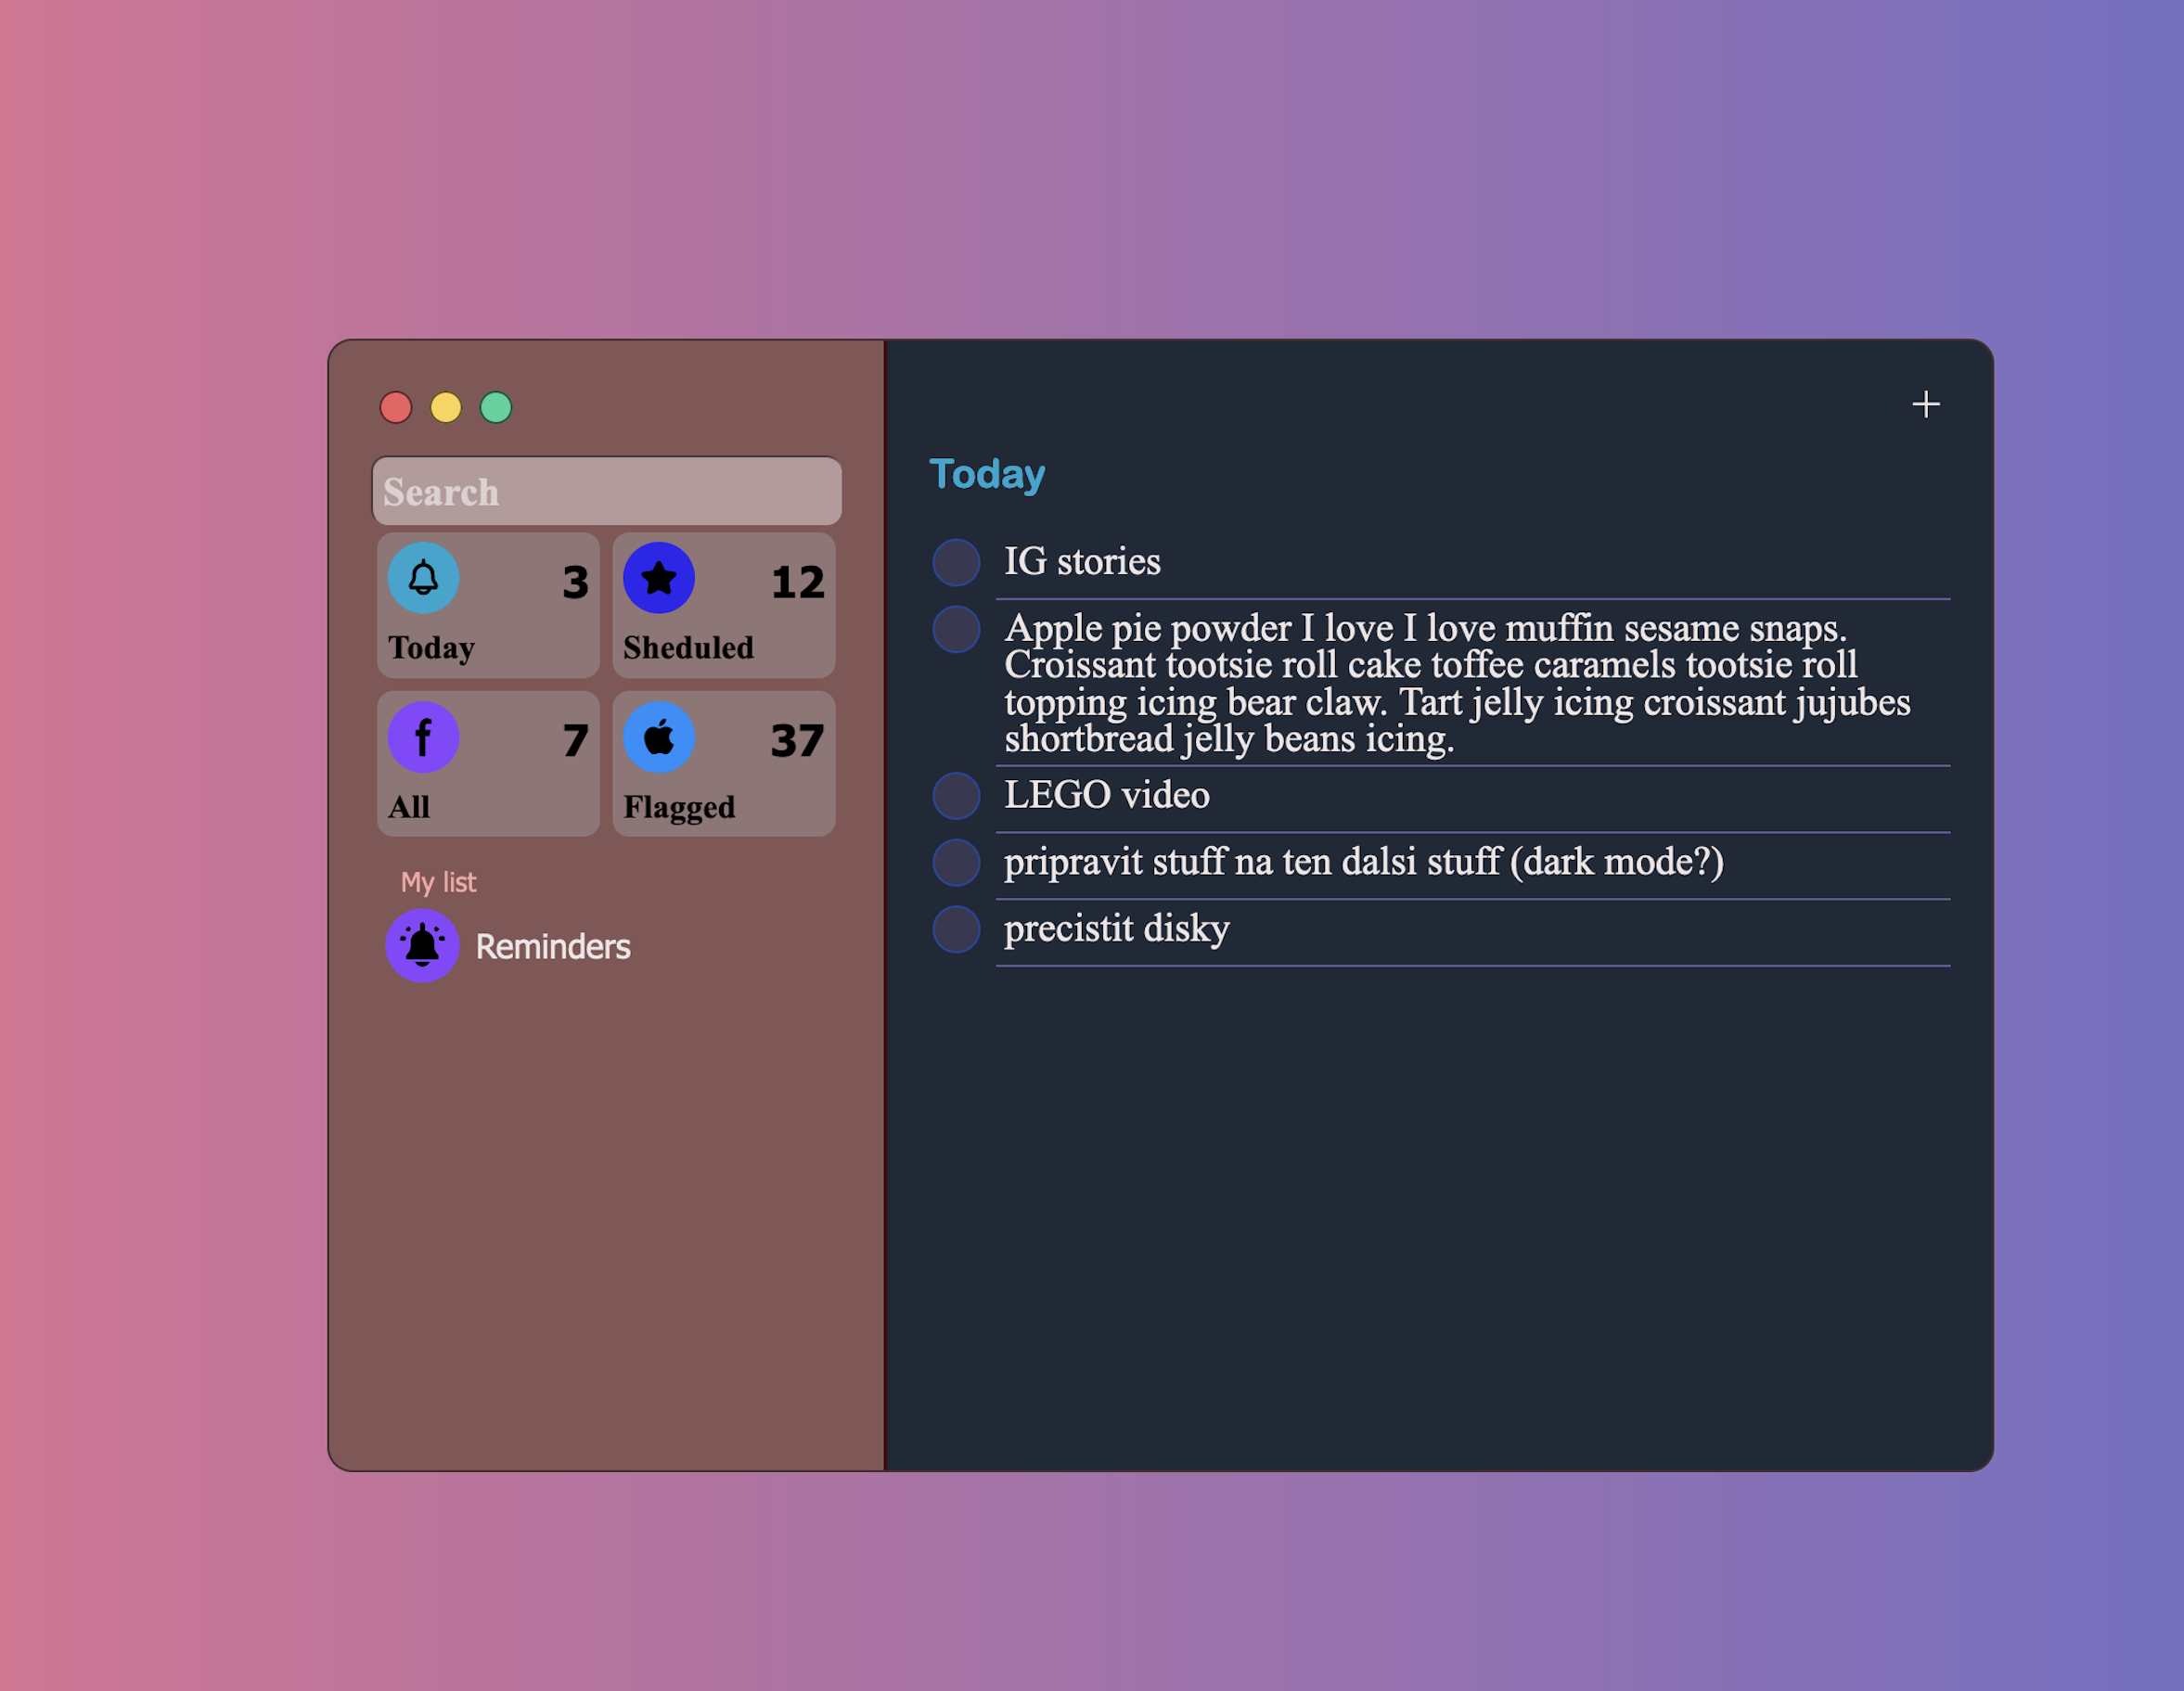 Search
3
Today
12
Sheduled
7
All
37
Flagged
My list
Reminders
+
Today
IG stories
Apple pie powder I love I love muffin sesame snaps.
Croissant tootsie roll cake toffee caramels tootsie roll
topping icing bear claw. Tart jelly icing croissant jujubes
shortbread jelly beans icing.
LEGO video
pripravit stuff na ten dalsi stuff (dark mode?)
precistit disky